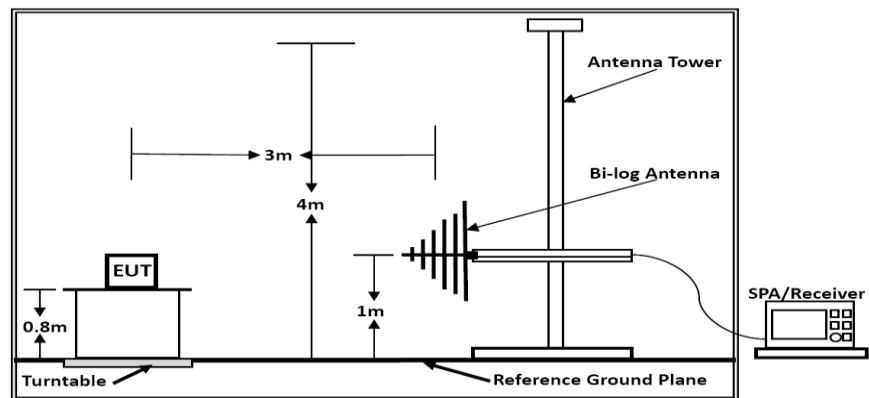 Antenna Tower
3m
Bi-log Antenna
4m
EUT
SPA/Receiver
0.8m
1m
Turntable
Reference Ground Plane